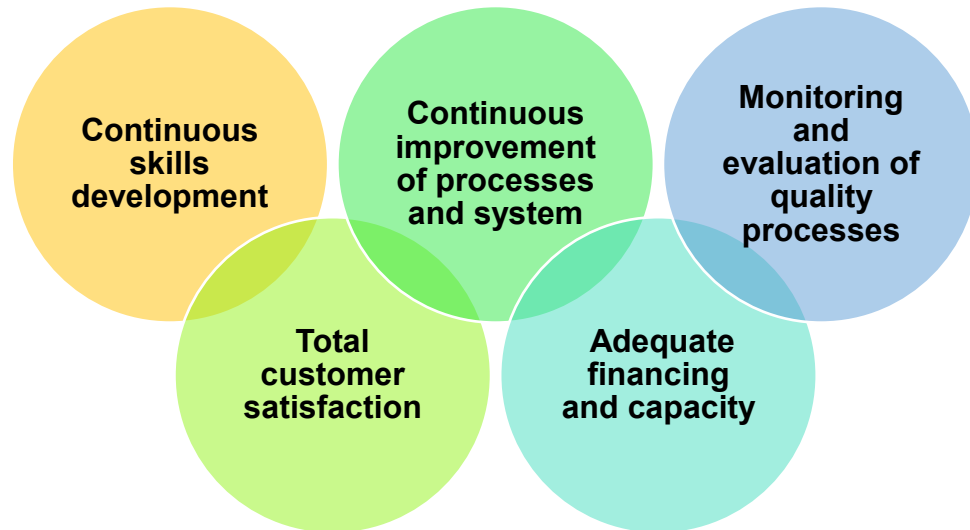 Continuous
skills
development
Total
customer
satisfaction
Continuous
improvement
of processes
and system
Adequate
financing
and capacity
Monitoring
and
evaluation of
quality
processes